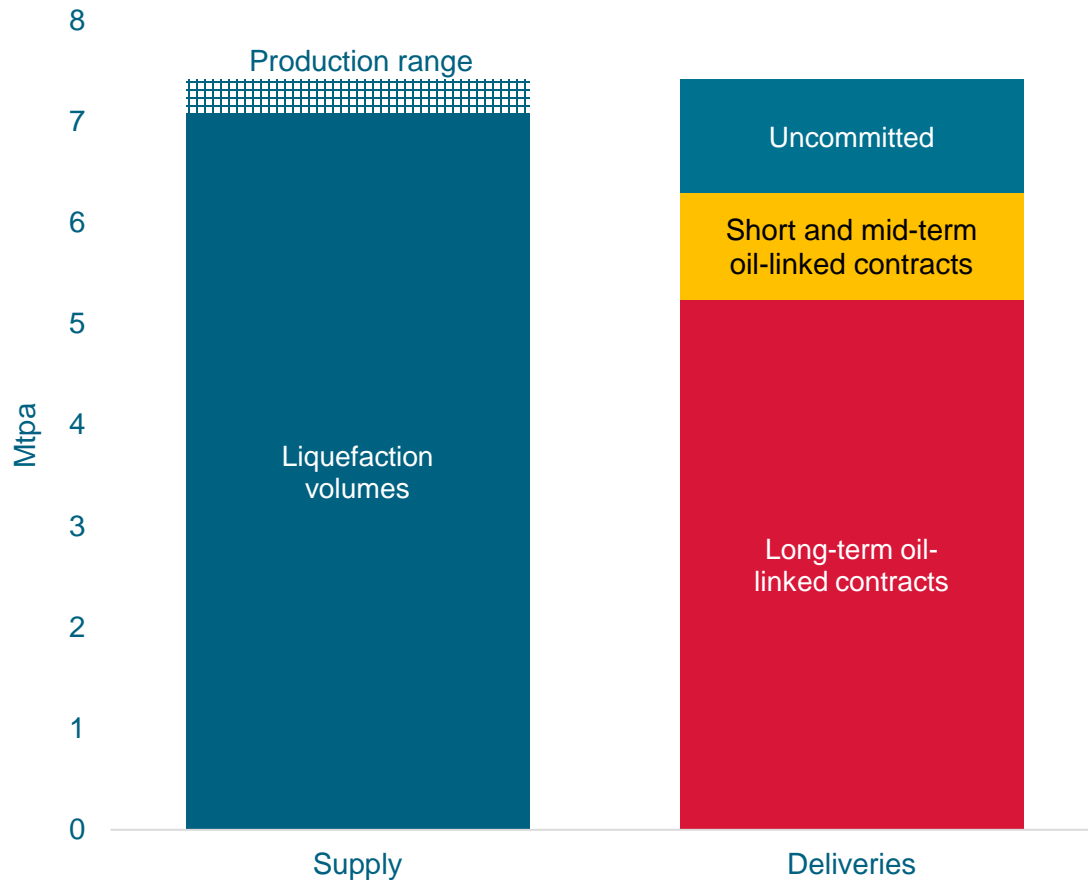 8
Production range
7
Uncommitted
6
Short and mid-term
oil-linked contracts
5
Mtpa
4
Liquefaction
volumes
3
Long-term oil-
linked contracts
2
1
0
Supply
Deliveries